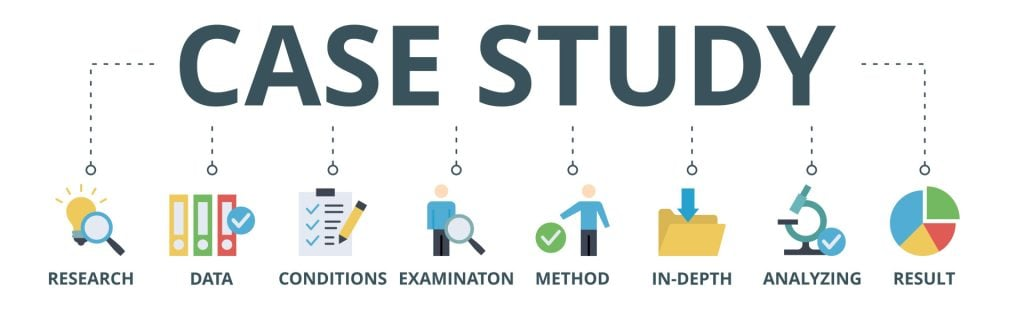 CASE STUDY
RESEARCH DATA CONDITIONS EXAMINATON METHOD IN-DEPTH ANALYZING RESULT